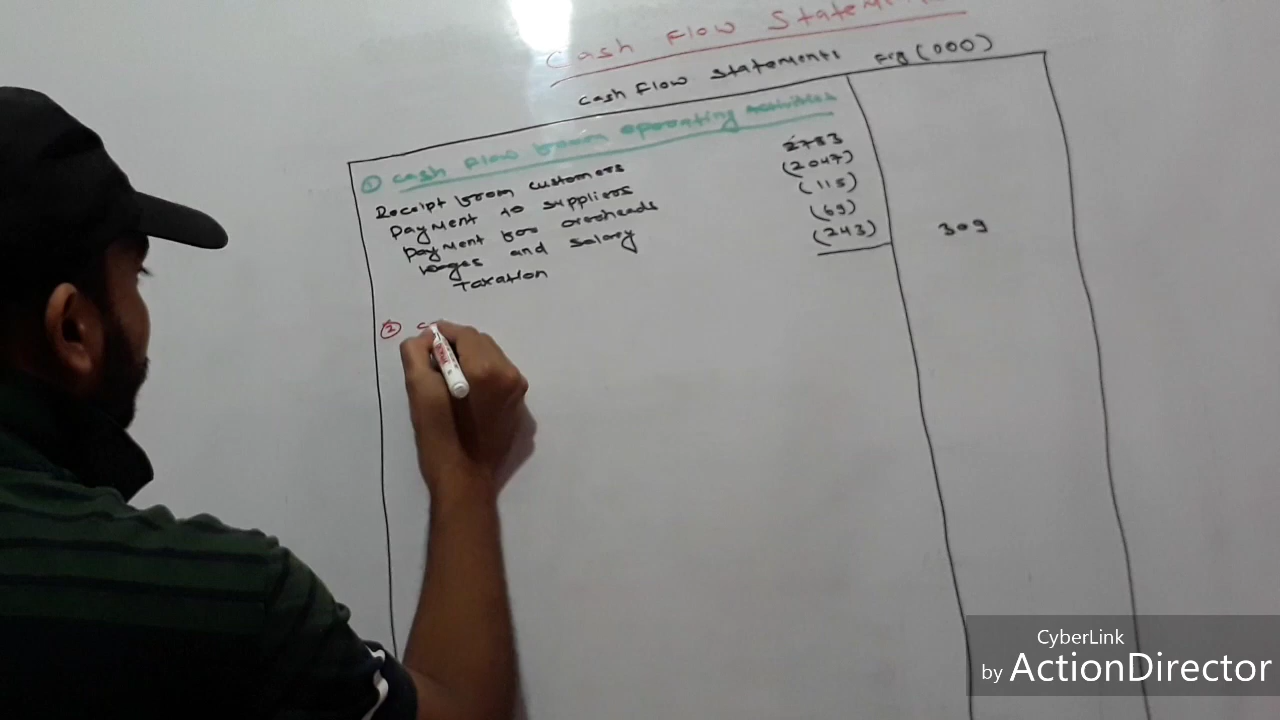 Cash Flow Statement
Cash Flow Statements Fig (000)
① Cash Flow from operating Activities
Receipt from customers 2783
Payment to suppliers (2047)
Payment for overheads (115)
Wages and salary (69)
Taxation (243) 309
② C
CyberLink
by ActionDirector